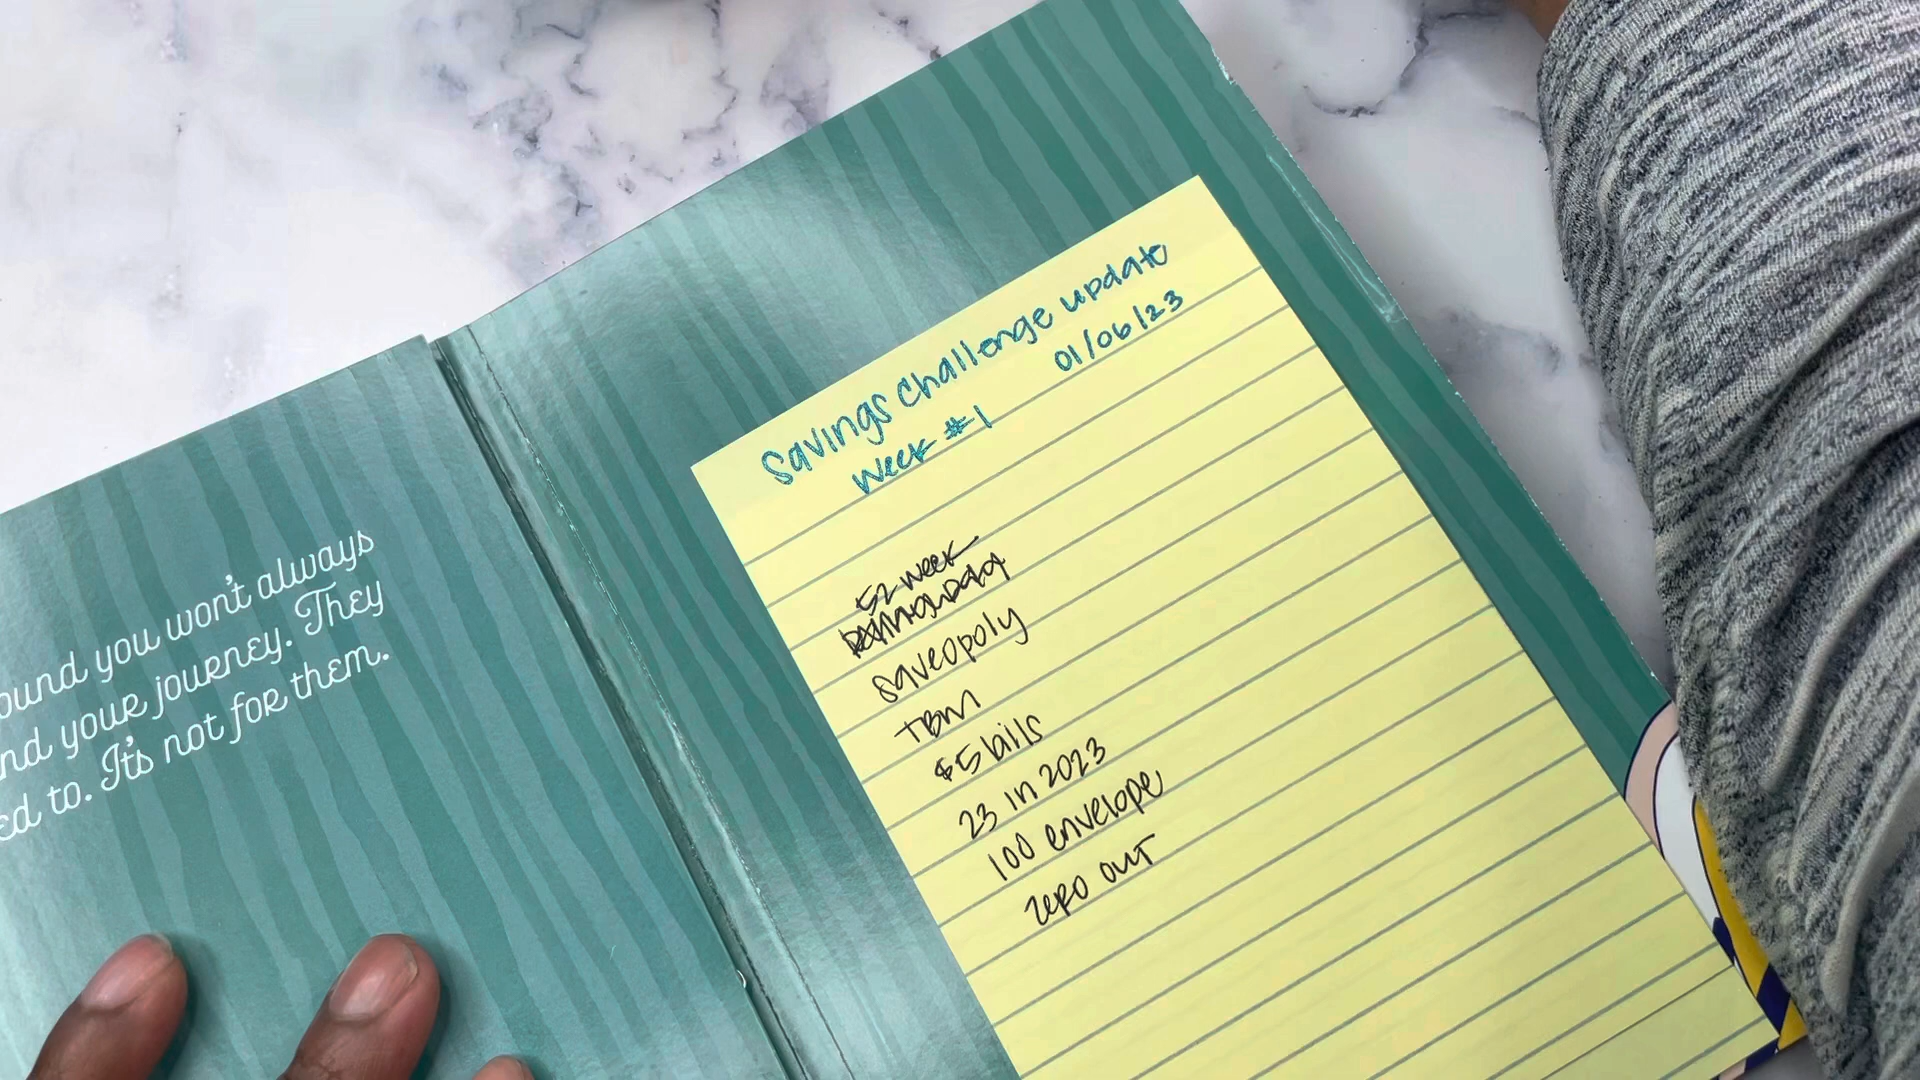 ound you won't always
nd your journey. They
ed to. It's not for them.
Savings challenge update
01/06/23
Week #1
52 week
saveopoly
TBM
$5 bills
23 in 2023
100 envelope
zero out